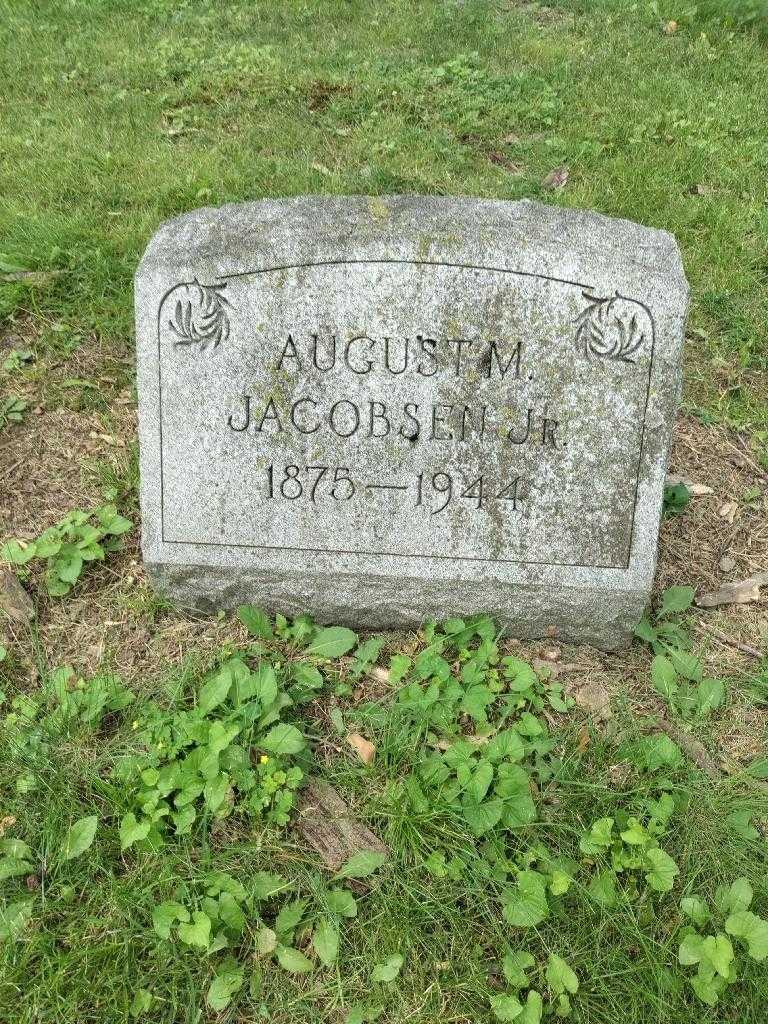 AUGUST M.
JACOBSEN JR.
1875—1944